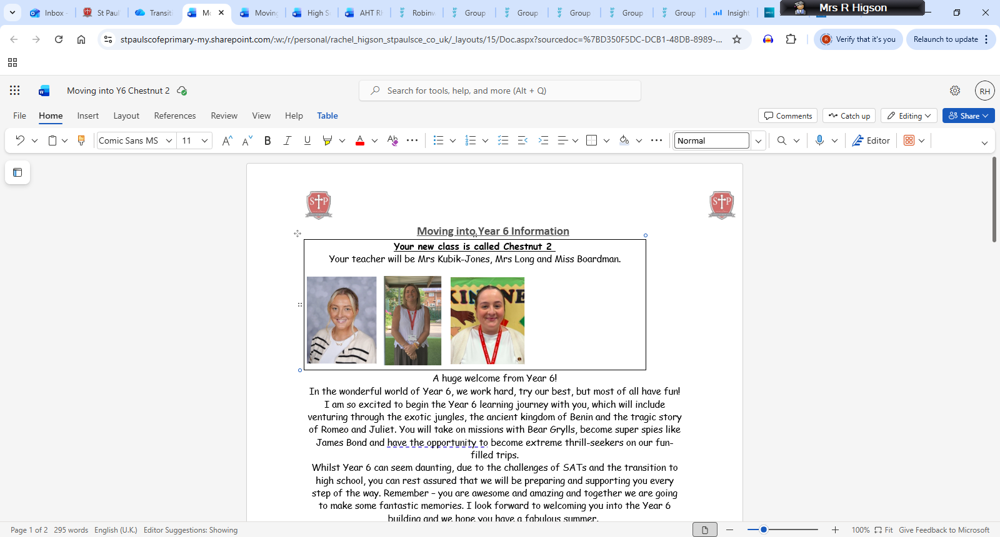 Inbox
St Paul
Transiti
Mo
Moving
High S
AHT R
Robinw
Group
Group
Group
Group
Group
Insight
Mrs R Higson
stpaulscofeprimary-my.sharepoint.com/:w:/r/personal/rachel_higson_stpaulsce_co_uk/_layouts/15/Doc.aspx?sourcedoc=%7BD350F5DC-DCB1-48DB-8989-...
R
Verify that it's you
Relaunch to update
Moving into Y6 Chestnut 2
Search for tools, help, and more (Alt + Q)
RH
File Home Insert Layout References Review View Help Table
Comments
Catch up
Editing
Share
Comic Sans MS
11
Normal
Editor
STP
STP
Moving into Year 6 Information
Your new class is called Chestnut 2
Your teacher will be Mrs Kubik-Jones, Mrs Long and Miss Boardman.
KINDNE
A huge welcome from Year 6!
In the wonderful world of Year 6, we work hard, try our best, but most of all have fun!
I am so excited to begin the Year 6 learning journey with you, which will include
venturing through the exotic jungles, the ancient kingdom of Benin and the tragic story
of Romeo and Juliet. You will take on missions with Bear Grylls, become super spies like
James Bond and have the opportunity to become extreme thrill-seekers on our fun-
filled trips.
Whilst Year 6 can seem daunting, due to the challenges of SATs and the transition to
high school, you can rest assured that we will be preparing and supporting you every
step of the way. Remember – you are awesome and amazing and together we are going
to make some fantastic memories. I look forward to welcoming you into the Year 6
building and we hope you have a fabulous summer.
Page 1 of 2 295 words English (U.K.) Editor Suggestions: Showing
100% Fit Give Feedback to Microsoft